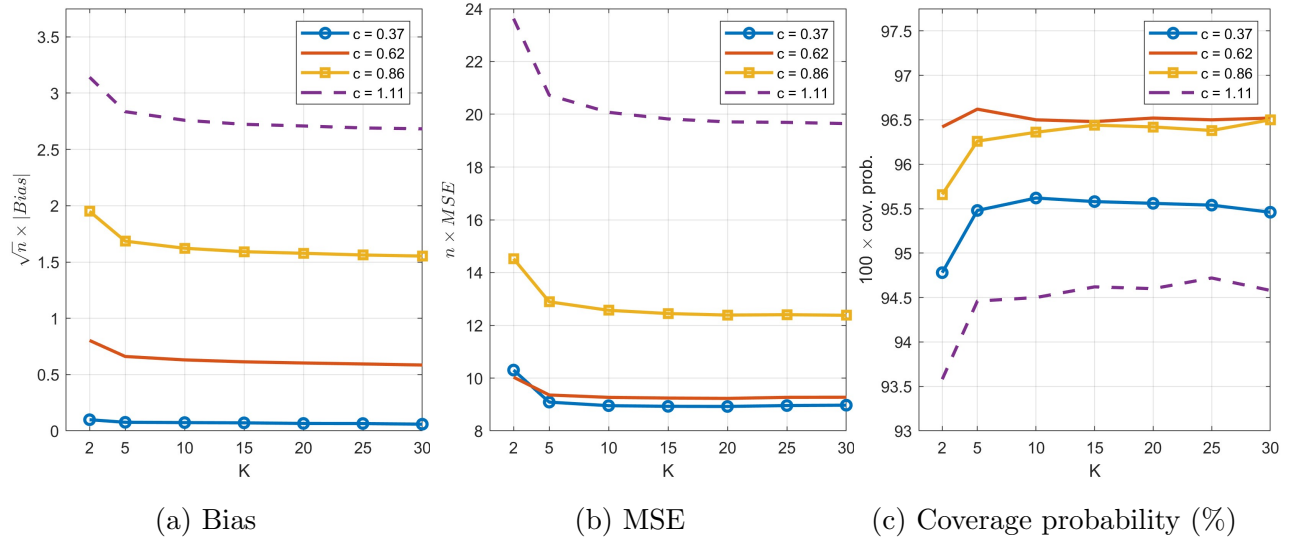 3.5
3
2.5
2
1.5
1
0.5
0
√n × |Bias|
2 5 10 15 20 25 30
K
c = 0.37
c = 0.62
c = 0.86
c = 1.11
(a) Bias
24
22
20
18
16
14
12
10
8
n × MSE
2 5 10 15 20 25 30
K
c = 0.37
c = 0.62
c = 0.86
c = 1.11
(b) MSE
97.5
97
96.5
96
95.5
95
94.5
94
93.5
93
100 × cov. prob.
2 5 10 15 20 25 30
K
c = 0.37
c = 0.62
c = 0.86
c = 1.11
(c) Coverage probability (%)